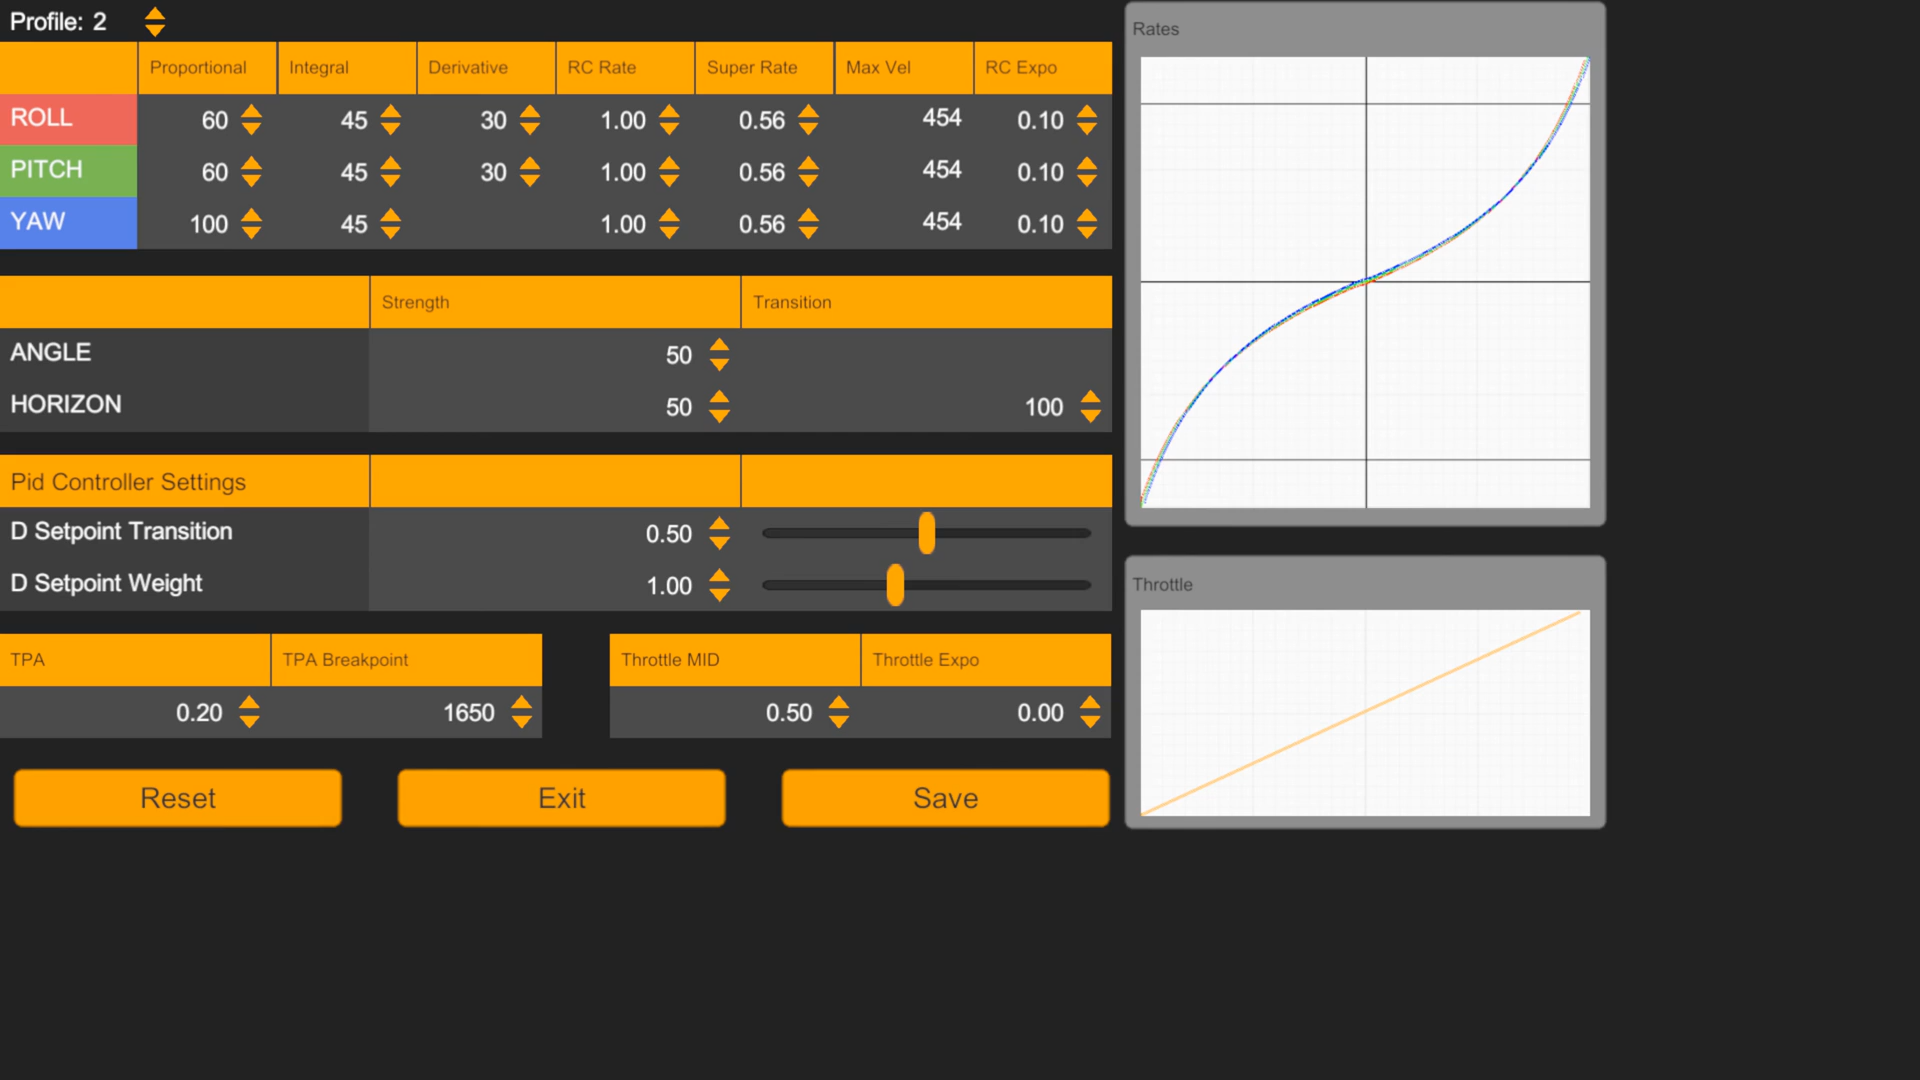 Profile: 2
Proportional Integral Derivative RC Rate Super Rate Max Vel RC Expo
ROLL 60 45 30 1.00 0.56 454 0.10
PITCH 60 45 30 1.00 0.56 454 0.10
YAW 100 45 1.00 0.56 454 0.10
Strength Transition
ANGLE 50
HORIZON 50 100
Pid Controller Settings
D Setpoint Transition 0.50
D Setpoint Weight 1.00
TPA TPA Breakpoint Throttle MID Throttle Expo
0.20 1650 0.50 0.00
Reset Exit Save
Rates
Throttle